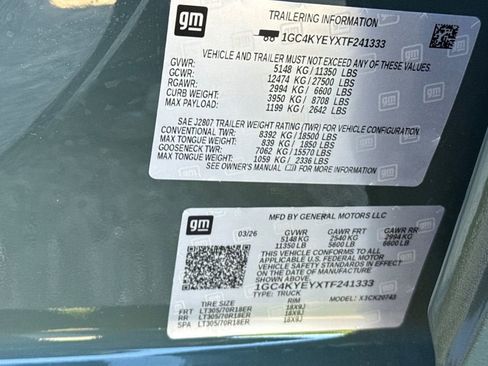 gm
TRAILERING INFORMATION
1GC4KYEYXTF241333
VEHICLE AND TRAILER MUST NOT EXCEED ANY OF THESE VALUES
GVWR: 5148 KG/11350 LBS
GCWR: 12474 KG/27500 LBS
RGAWR: 2994 KG/ 6600 LBS
CURB WEIGHT: 3950 KG/ 8708 LBS
MAX PAYLOAD: 1199 KG/ 2642 LBS
SAE J2807 TRAILER WEIGHT RATING (TWR) FOR VEHICLE CONFIGURATION
CONVENTIONAL TWR: 8392 KG/18500 LBS
MAX TONGUE WEIGHT: 839 KG/ 1850 LBS
GOOSENECK TWR: 7062 KG/15570 LBS
MAX TONGUE WEIGHT: 1059 KG/ 2336 LBS
SEE OWNER'S MANUAL FOR MORE INFORMATION
gm
MFD BY GENERAL MOTORS LLC
03/26 GVWR GAWR FRT GAWR RR
5148 KG 2540 KG 2994 KG
11350 LB 5600 LB 6600 LB
THIS VEHICLE CONFORMS TO ALL
APPLICABLE U.S. FEDERAL MOTOR
VEHICLE SAFETY STANDARDS IN EFFECT
ON THE DATE OF MANUFACTURE
SHOWN ABOVE.
1GC4KYEYXTF241333
TYPE: TRUCK MODEL: X3CK20743
TIRE SIZE RIM
FRT LT305/70R18ER 18X9J
RR LT305/70R18ER 18X9J
SPA LT305/70R18ER 18X9J